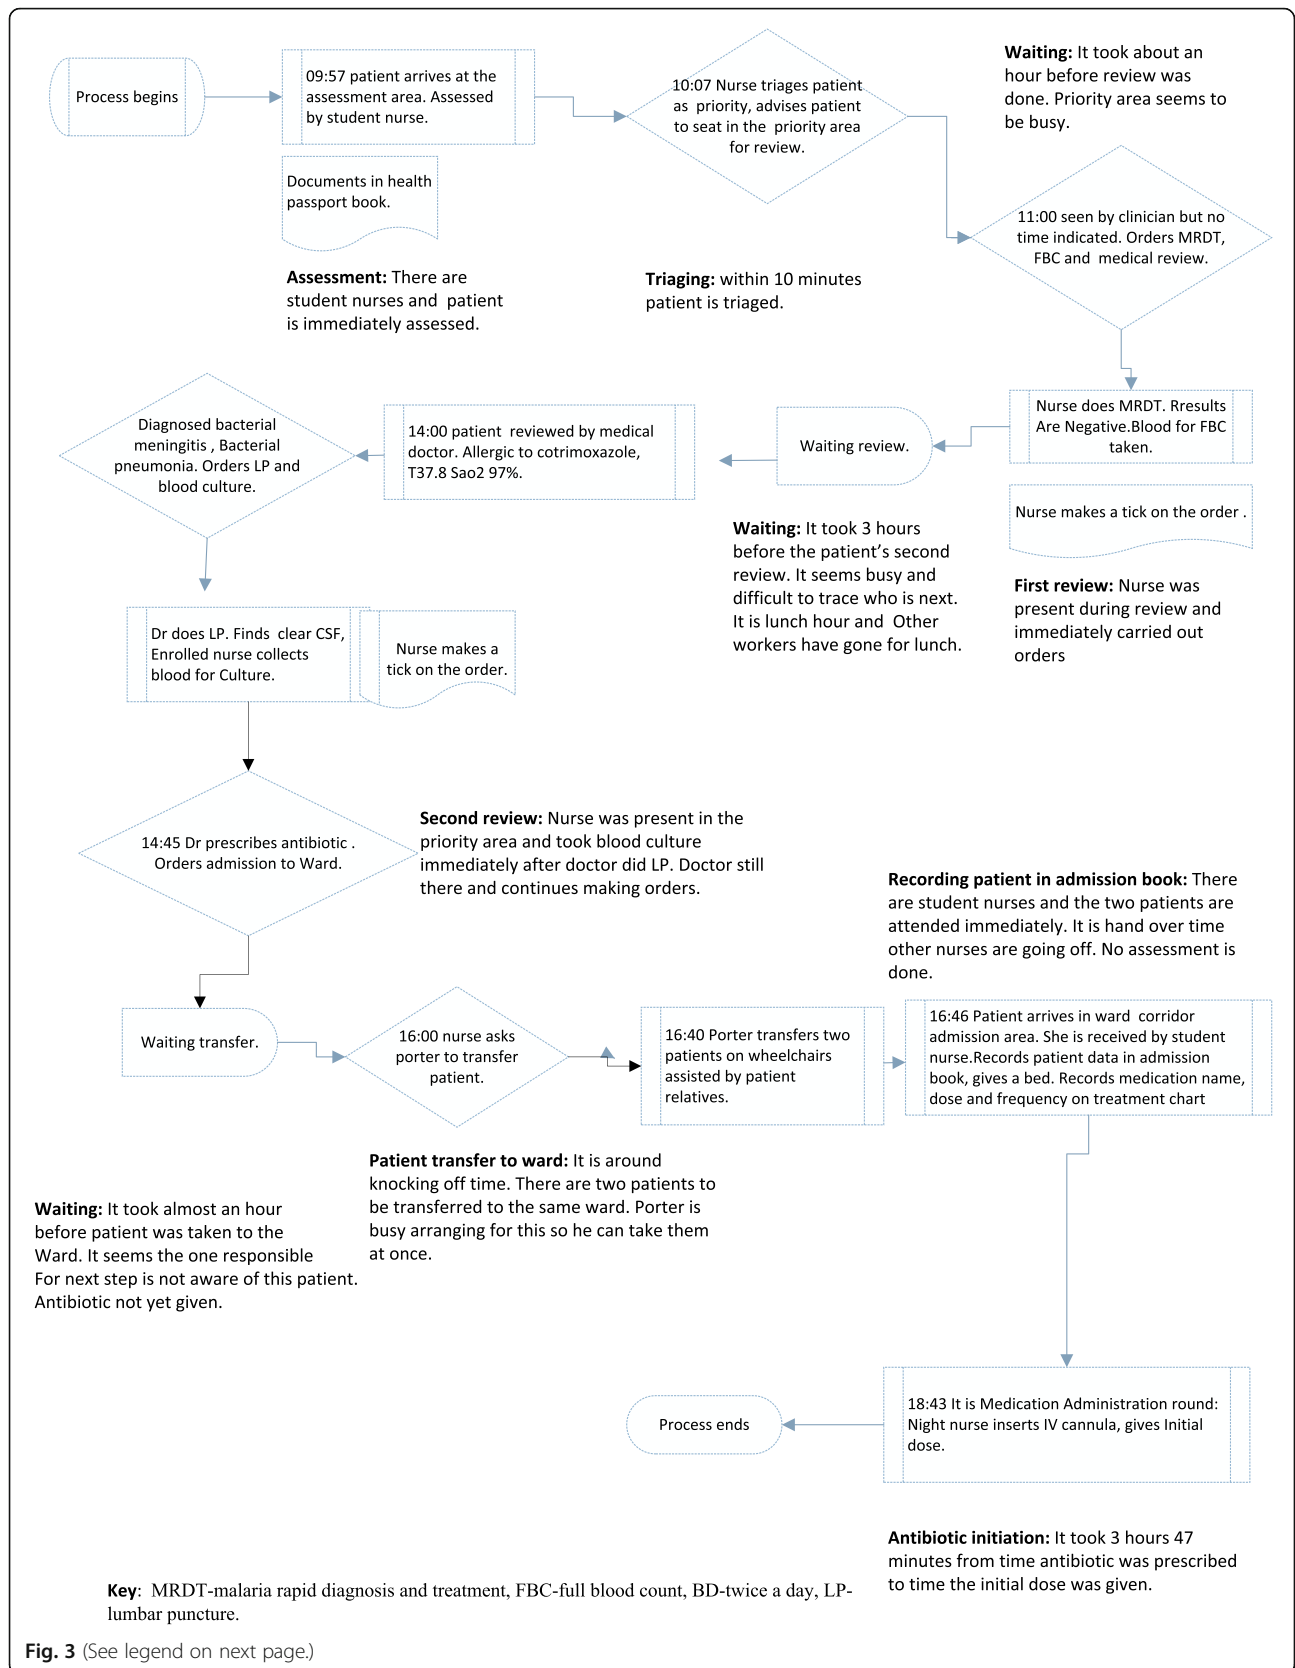 Process begins
09:57 patient arrives at the
assessment area. Assessed
by student nurse.
Documents in health
passport book.
Assessment: There are
student nurses and patient
is immediately assessed.
10:07 Nurse triages patient
as priority, advises patient
to seat in the priority area
for review.
Triaging: within 10 minutes
patient is triaged.
Waiting: It took about an
hour before review was
done. Priority area seems to
be busy.
11:00 seen by clinician but no
time indicated. Orders MRDT,
FBC and medical review.
Nurse does MRDT. Rresults
Are Negative.Blood for FBC
taken.
Nurse makes a tick on the order .
First review: Nurse was
present during review and
immediately carried out
orders
Waiting review.
Waiting: It took 3 hours
before the patient’s second
review. It seems busy and
difficult to trace who is next.
It is lunch hour and Other
workers have gone for lunch.
14:00 patient reviewed by medical
doctor. Allergic to cotrimoxazole,
T37.8 Sao2 97%.
Diagnosed bacterial
meningitis , Bacterial
pneumonia. Orders LP and
blood culture.
Dr does LP. Finds clear CSF,
Enrolled nurse collects
blood for Culture.
Nurse makes a
tick on the order.
14:45 Dr prescribes antibiotic .
Orders admission to Ward.
Second review: Nurse was present in the
priority area and took blood culture
immediately after doctor did LP. Doctor still
there and continues making orders.
Waiting transfer.
Waiting: It took almost an hour
before patient was taken to the
Ward. It seems the one responsible
For next step is not aware of this patient.
Antibiotic not yet given.
16:00 nurse asks
porter to transfer
patient.
Patient transfer to ward: It is around
knocking off time. There are two patients to
be transferred to the same ward. Porter is
busy arranging for this so he can take them
at once.
16:40 Porter transfers two
patients on wheelchairs
assisted by patient
relatives.
Recording patient in admission book: There
are student nurses and the two patients are
attended immediately. It is hand over time
other nurses are going off. No assessment is
done.
16:46 Patient arrives in ward corridor
admission area. She is received by student
nurse.Records patient data in admission
book, gives a bed. Records medication name,
dose and frequency on treatment chart
18:43 It is Medication Administration round:
Night nurse inserts IV cannula, gives Initial
dose.
Process ends
Antibiotic initiation: It took 3 hours 47
minutes from time antibiotic was prescribed
to time the initial dose was given.
Key: MRDT-malaria rapid diagnosis and treatment, FBC-full blood count, BD-twice a day, LP-
lumbar puncture.
Fig. 3 (See legend on next page.)